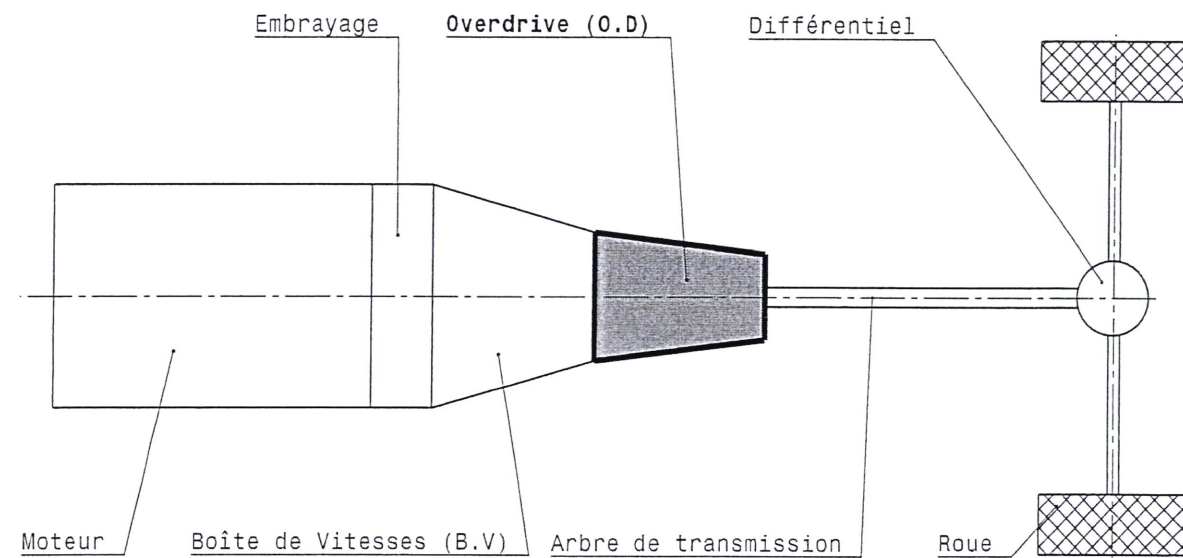 Embrayage
Overdrive (O.D)
Différentiel
Moteur
Boîte de Vitesses (B.V)
Arbre de transmission
Roue